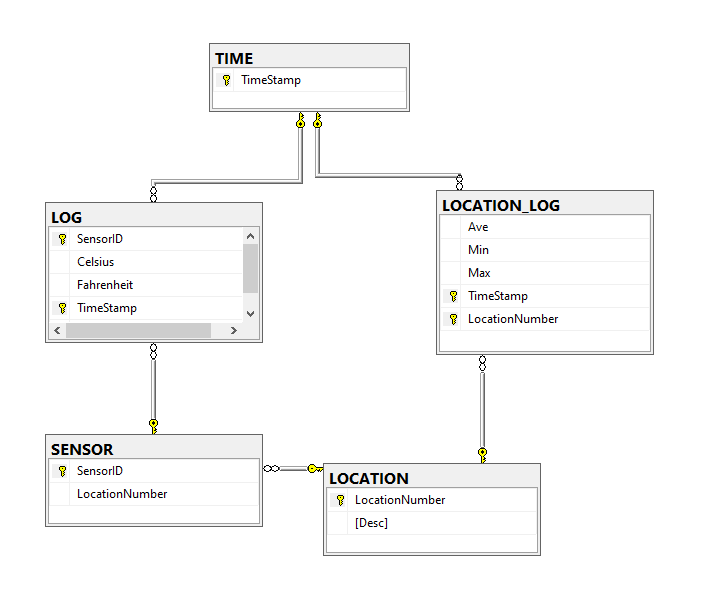 TIME
TimeStamp
LOG
SensorID
Celsius
Fahrenheit
TimeStamp
LOCATION_LOG
Ave
Min
Max
TimeStamp
LocationNumber
SENSOR
SensorID
LocationNumber
LOCATION
LocationNumber
[Desc]